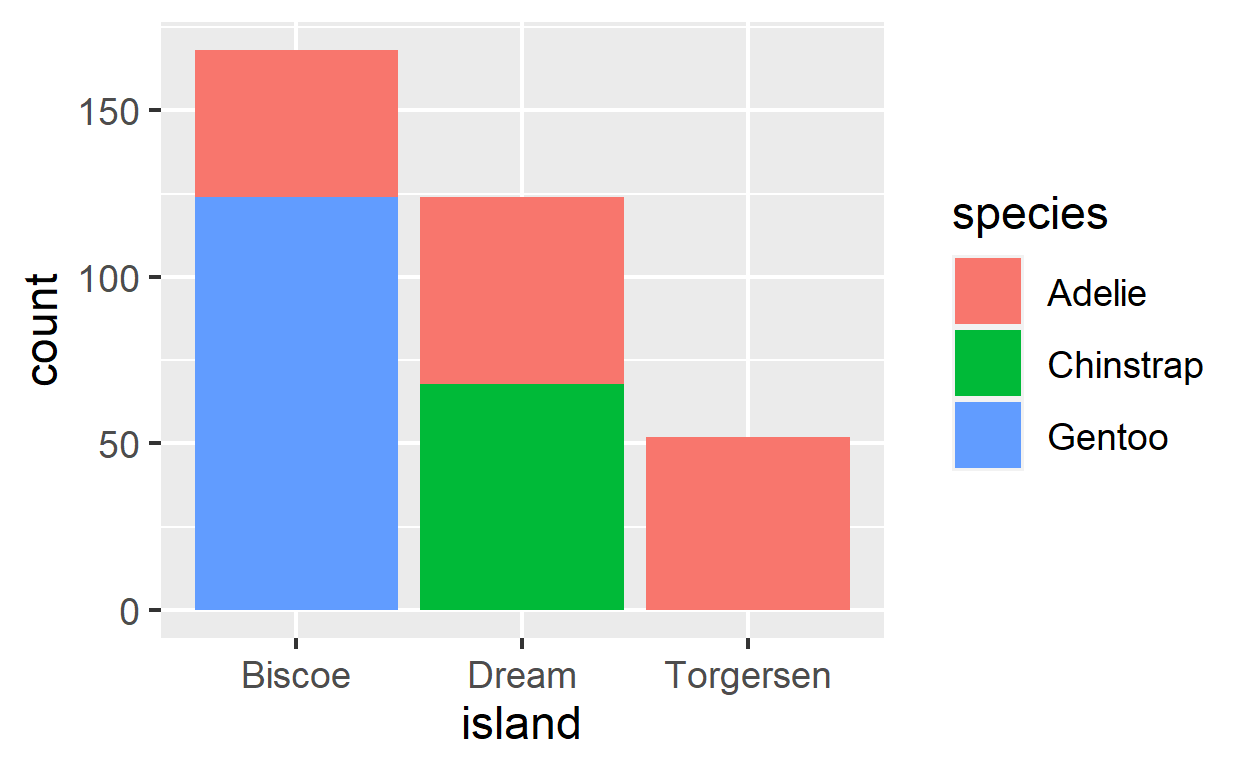 count
150
100
50
0
Biscoe Dream Torgersen
island
species
Adelie
Chinstrap
Gentoo